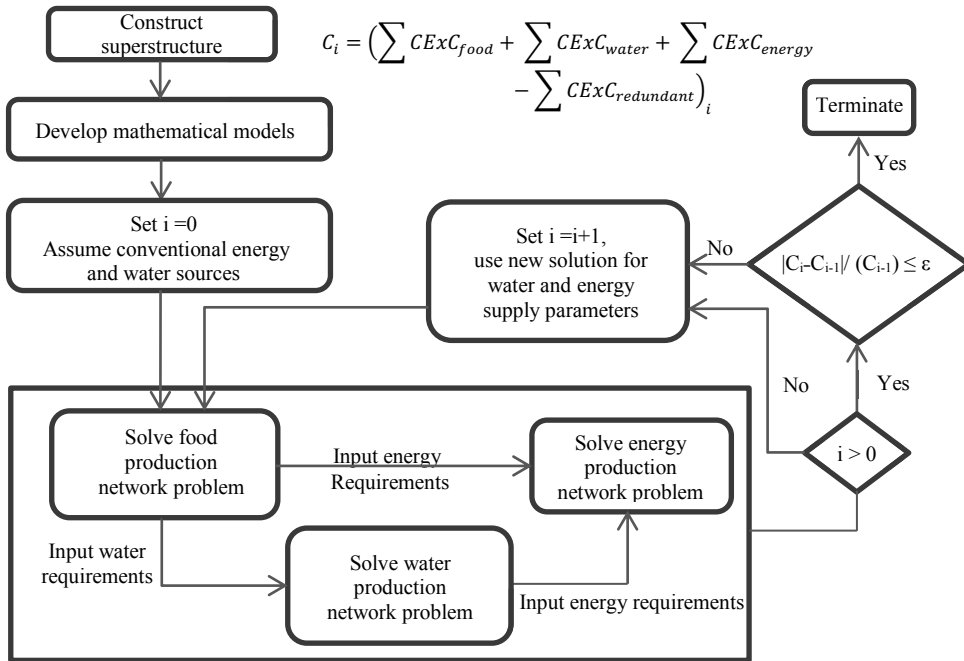 Construct
superstructure
C_i = (∑ CExC_food + ∑ CExC_water + ∑ CExC_energy
− ∑ CExC_redundant)_i
Terminate
Develop mathematical models
Yes
Set i =0
Assume conventional energy
and water sources
Set i =i+1,
use new solution for
water and energy
supply parameters
No
|C_i-C_i-1|/ (C_i-1) ≤ ε
No
Yes
Solve food
production
network problem
Input energy
Requirements
Solve energy
production
network problem
i > 0
Input water
requirements
Solve water
production
network problem
Input energy requirements